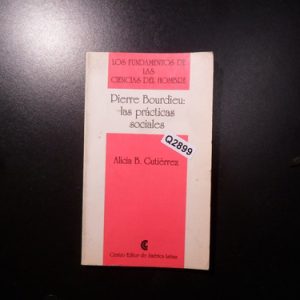 LOS FUNDAMENTOS DE
LAS
CIENCIAS DEL HOMBRE
Pierre Bourdieu:
las prácticas
sociales
Q2899
Alicia B. Gutiérrez
Centro Editor de América Latina